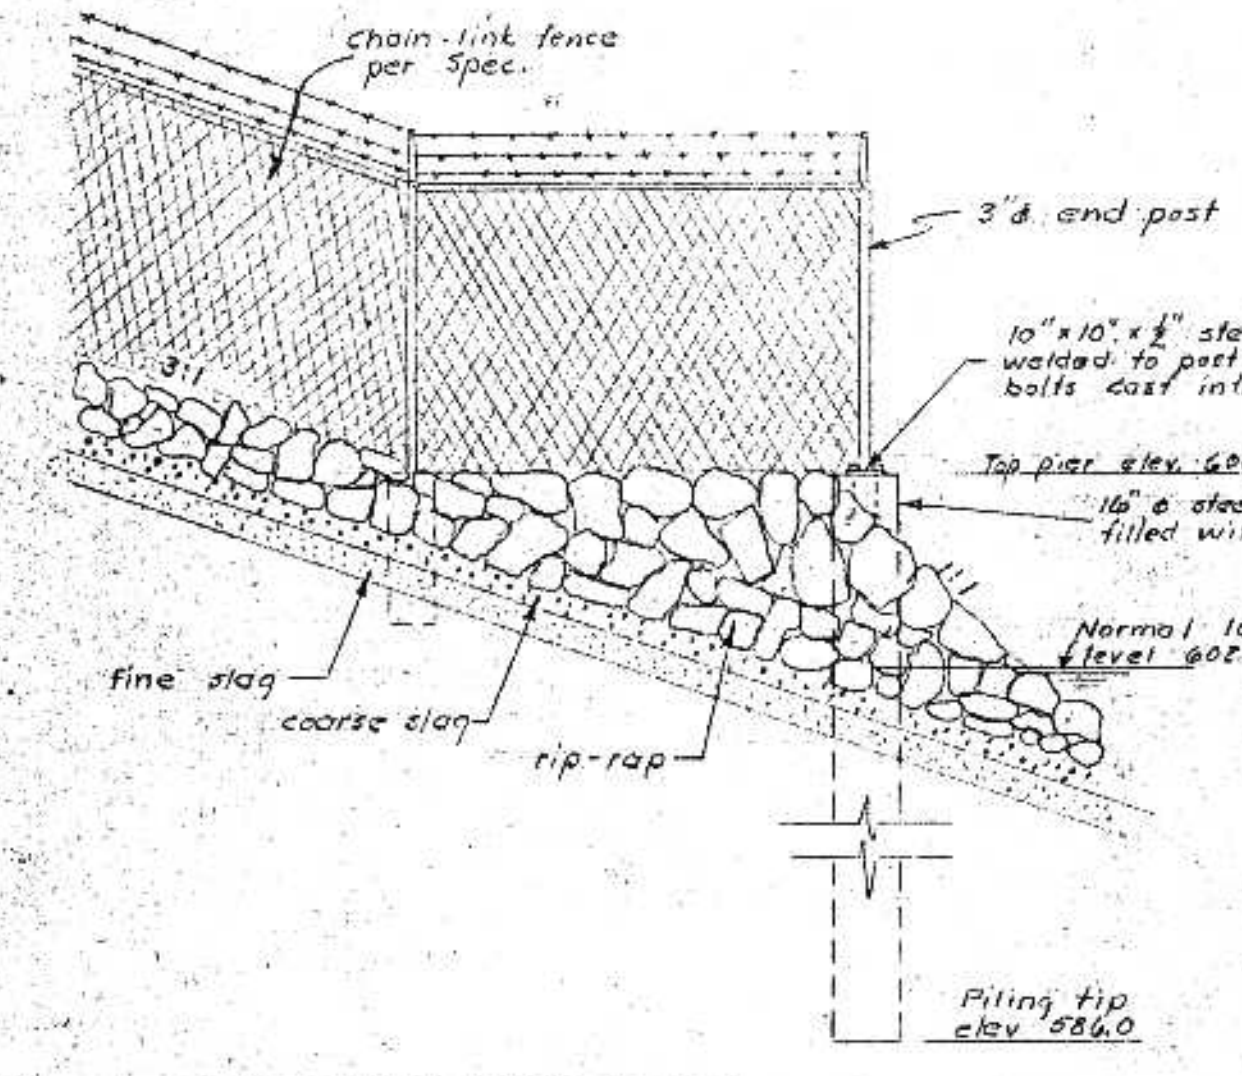 chain-link fence
per spec.
3"ø end post
10" x 10" x ½" ste
welded to post
bolts cast int
3:1
Top pier elev. 60
16" ø stee
filled wi
Normal la
level 602.
fine slag
coarse slag
rip-rap
Piling tip
elev 586.0